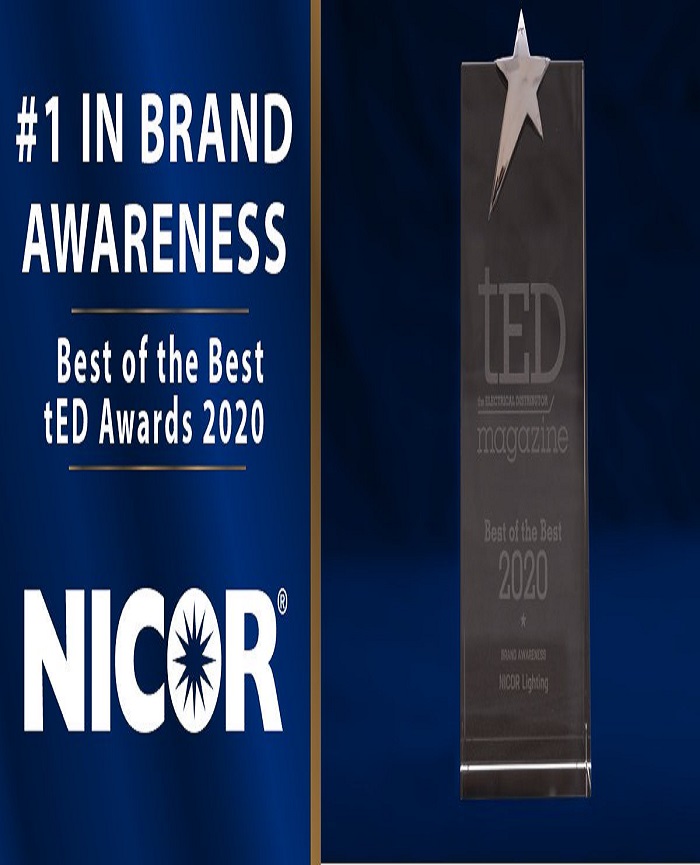 #1 IN BRAND
AWARENESS
Best of the Best
tED Awards 2020
NICOR®
tED
the ELECTRICAL DISTRIBUTOR
magazine
Best of the Best
2020
BRAND AWARENESS
NICOR Lighting